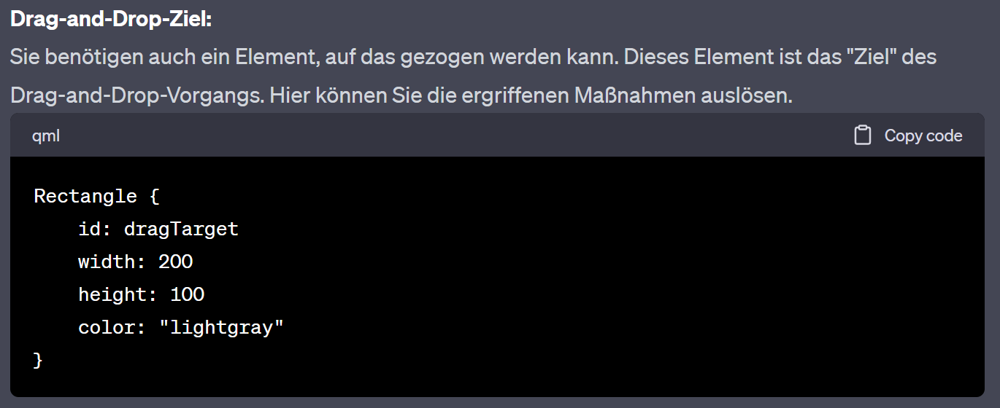 Drag-and-Drop-Ziel:
Sie benötigen auch ein Element, auf das gezogen werden kann. Dieses Element ist das "Ziel" des
Drag-and-Drop-Vorgangs. Hier können Sie die ergriffenen Maßnahmen auslösen.
qml Copy code
Rectangle {
    id: dragTarget
    width: 200
    height: 100
    color: "lightgray"
}